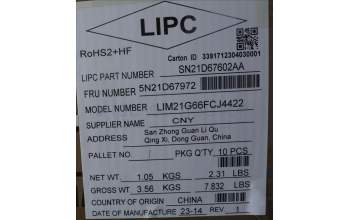 LIPC
RoHS2+HF
Carton ID 3391712304030001
LIPC PART NUMBER SN21D67602AA
FRU NUMBER 5N21D67972
MODEL NUMBER LIM21G66FCJ4422
SUPPLIER NAME CNY
ADDRESS San Zhong Guan Li Qu
Qing Xi, Dong Guan, China
PALLET NO / PKG Q'TY 10 PCS
NET WT 1.05 KGS 2.31 LBS
GROSS WT 3.56 KGS 7.832 LBS
COUNTRY OF ORIGIN CHINA
DATE OF MANUFACTURE 23-14 REV